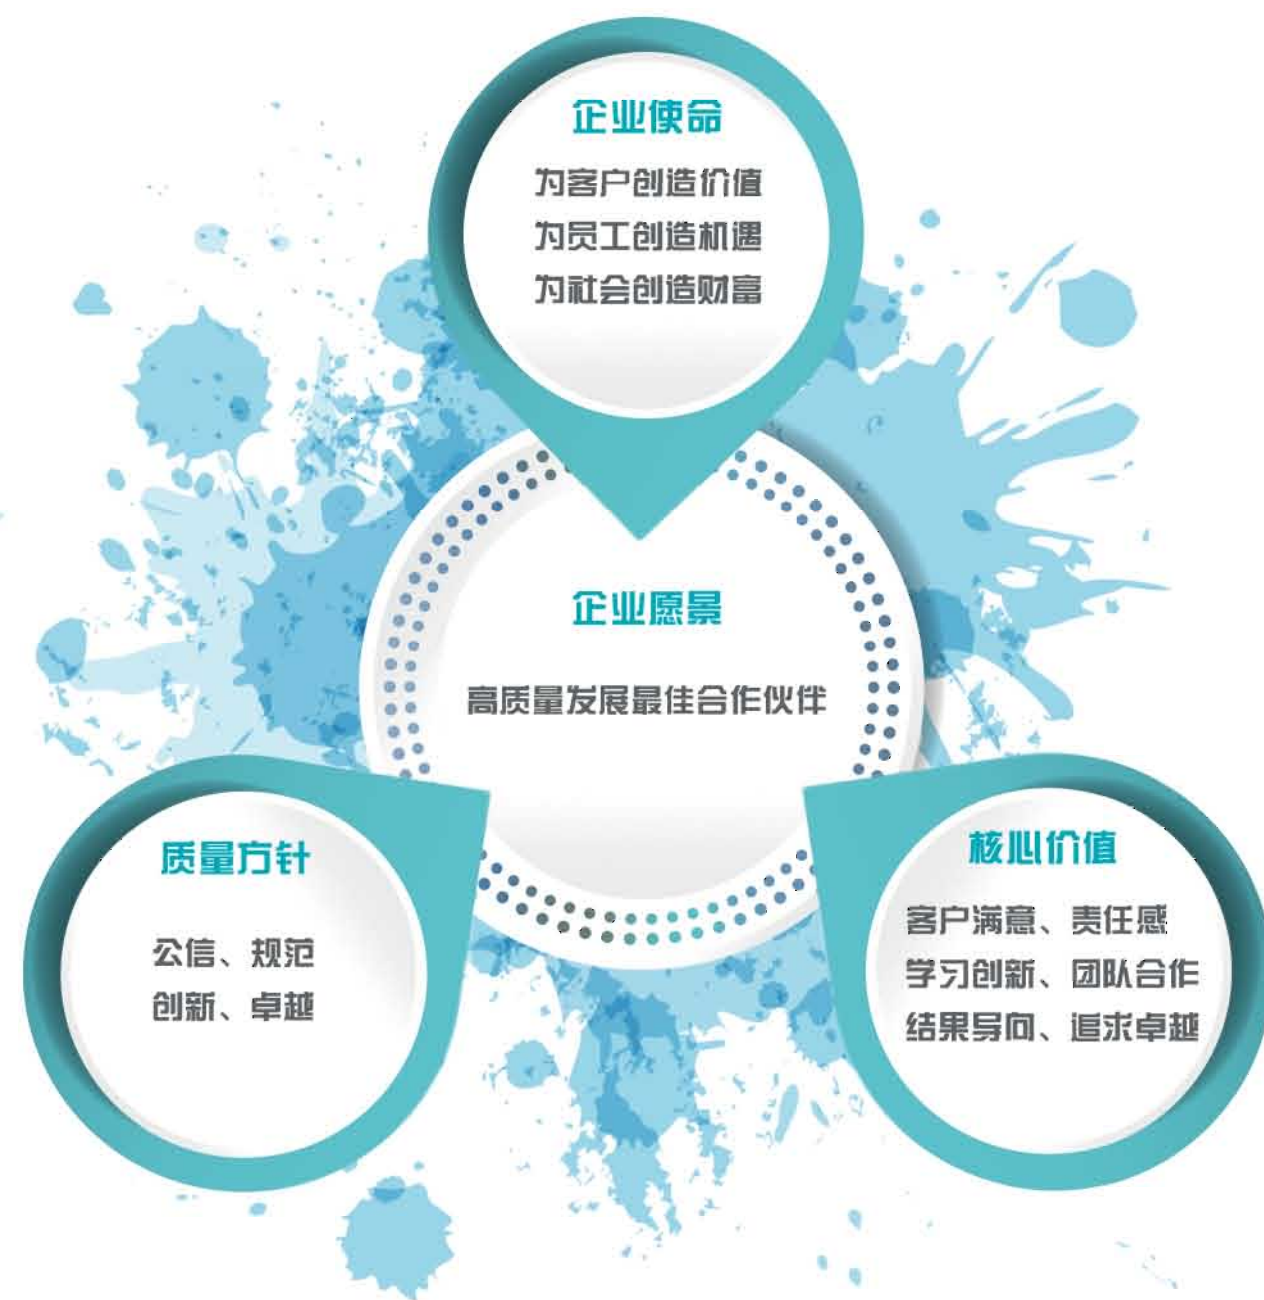 企业使命
为客户创造价值
为员工创造机遇
为社会创造财富
企业愿景
高质量发展最佳合作伙伴
质量方针
公信、规范
创新、卓越
核心价值
客户满意、责任感
学习创新、团队合作
结果导向、追求卓越